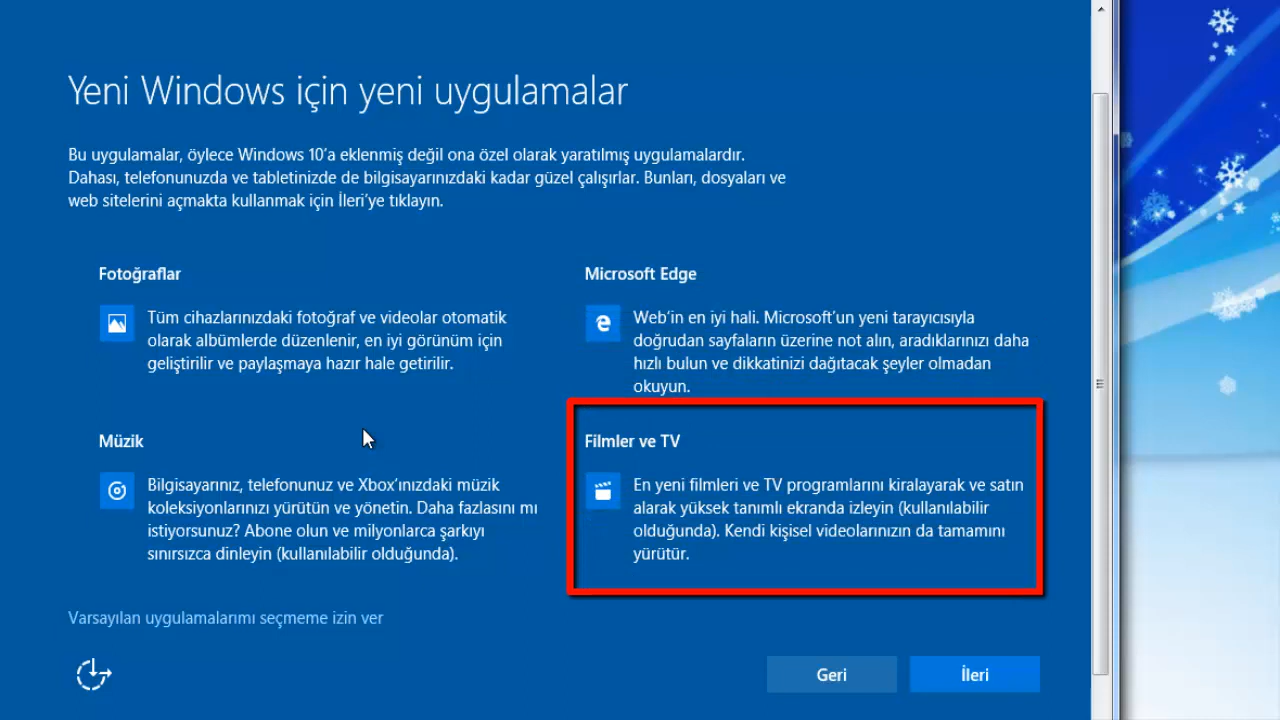 Yeni Windows için yeni uygulamalar
Bu uygulamalar, öylece Windows 10'a eklenmiş değil ona özel olarak yaratılmış uygulamalardır.
Dahası, telefonunuzda ve tabletinizde de bilgisayarınızdaki kadar güzel çalışırlar. Bunları, dosyaları ve
web sitelerini açmakta kullanmak için İleri'ye tıklayın.
Fotoğraflar
Tüm cihazlarınızdaki fotoğraf ve videolar otomatik
olarak albümlerde düzenlenir, en iyi görünüm için
geliştirilir ve paylaşmaya hazır hale getirilir.
Microsoft Edge
Web'in en iyi hali. Microsoft'un yeni tarayıcısıyla
doğrudan sayfaların üzerine not alın, aradıklarınızı daha
hızlı bulun ve dikkatinizi dağıtacak şeyler olmadan
okuyun.
Müzik
Bilgisayarınız, telefonunuz ve Xbox'ınızdaki müzik
koleksiyonlarınızı yürütün ve yönetin. Daha fazlasını mı
istiyorsunuz? Abone olun ve milyonlarca şarkıyı
sınırsızca dinleyin (kullanılabilir olduğunda).
Filmler ve TV
En yeni filmleri ve TV programlarını kiralayarak ve satın
alarak yüksek tanımlı ekranda izleyin (kullanılabilir
olduğunda). Kendi kişisel videolarınızın da tamamını
yürütür.
Varsayılan uygulamalarımı seçmeme izin ver
Geri
İleri